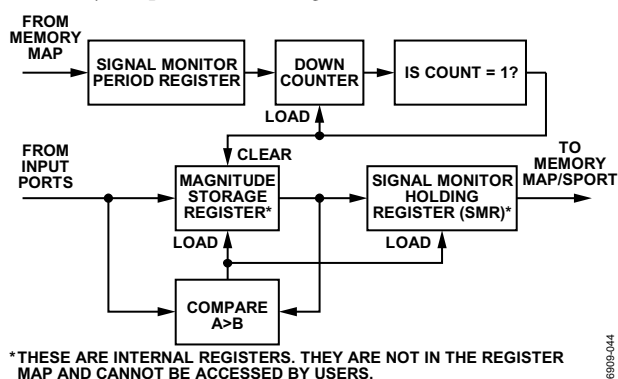 FROM
MEMORY
MAP
SIGNAL MONITOR
PERIOD REGISTER
DOWN
COUNTER
IS COUNT = 1?
LOAD
CLEAR
FROM
INPUT
PORTS
MAGNITUDE
STORAGE
REGISTER*
SIGNAL MONITOR
HOLDING
REGISTER (SMR)*
TO
MEMORY
MAP/SPORT
LOAD
LOAD
COMPARE
A>B
*THESE ARE INTERNAL REGISTERS. THEY ARE NOT IN THE REGISTER
MAP AND CANNOT BE ACCESSED BY USERS.
6909-044